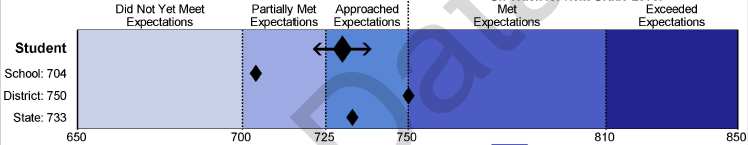 Did Not Yet Meet Expectations
Partially Met Expectations
Approached Expectations
Met Expectations
Exceeded Expectations
Student
School: 704
District: 750
State: 733
650 700 725 750 810 850